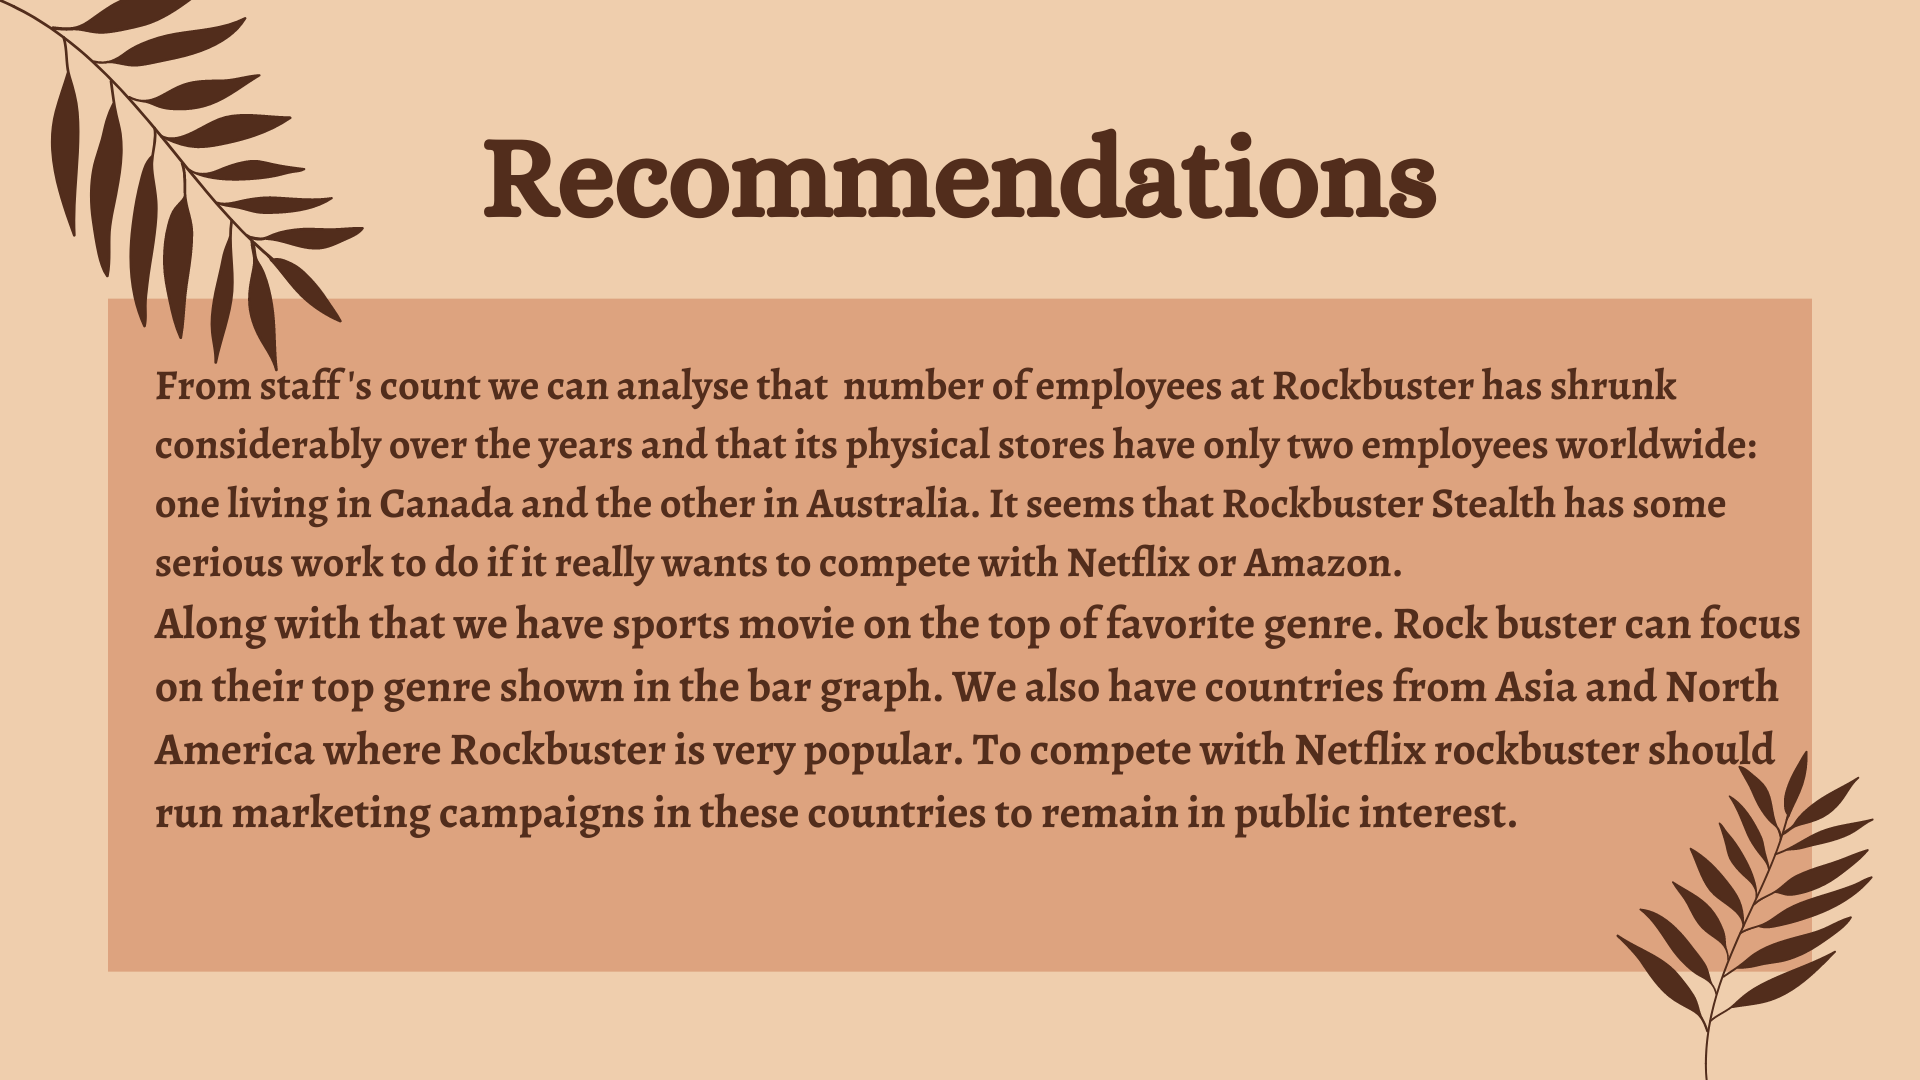 Recommendations
From staff 's count we can analyse that  number of employees at Rockbuster has shrunk
considerably over the years and that its physical stores have only two employees worldwide:
one living in Canada and the other in Australia. It seems that Rockbuster Stealth has some
serious work to do if it really wants to compete with Netflix or Amazon.
Along with that we have sports movie on the top of favorite genre. Rock buster can focus
on their top genre shown in the bar graph. We also have countries from Asia and North
America where Rockbuster is very popular. To compete with Netflix rockbuster should
run marketing campaigns in these countries to remain in public interest.